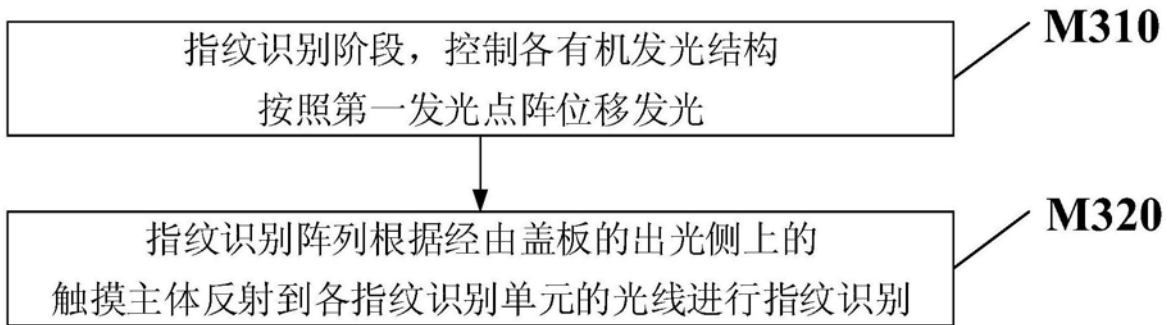 M310
指纹识别阶段，控制各有机发光结构
按照第一发光点阵位移发光
M320
指纹识别阵列根据经由盖板的出光侧上的
触摸主体反射到各指纹识别单元的光线进行指纹识别